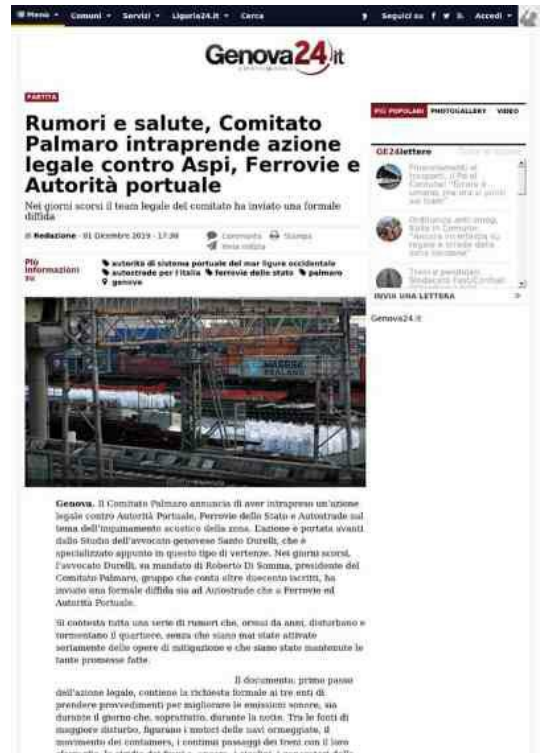 Menù Comuni Servizi Liguria24.it Cerca Seguici su Accedi
Genova24.it
PARTITA
Rumori e salute, Comitato
Palmaro intraprende azione
legale contro Aspi, Ferrovie e
Autorità portuale
Nei giorni scorsi il team legale del comitato ha inviato una formale
diffida
di Redazione - 01 Dicembre 2019 - 17:38
Commenta Stampa
Invia notizia
Più
informazioni
su
autorità di sistema portuale del mar ligure occidentale
autostrade per l'italia ferrovie dello stato palmaro
genova
Genova. Il Comitato Palmaro annuncia di aver intrapreso un'azione
legale contro Autorità Portuale, Ferrovie dello Stato e Autostrade sul
tema dell'inquinamento acustico della zona. L'azione è portata avanti
dallo Studio dell'avvocato genovese Santo Durelli, che è
specializzato appunto in questo tipo di vertenze. Nei giorni scorsi,
l'avvocato Durelli, su mandato di Roberto Di Somma, presidente del
Comitato Palmaro, gruppo che conta oltre duecento iscritti, ha
inviato una formale diffida sia ad Autostrade che a Ferrovie ed
Autorità Portuale.
Si contesta tutta una serie di rumori che, ormai da anni, disturbano e
tormentano il quartiere, senza che siano mai state attivate
seriamente delle opere di mitigazione e che siano state mantenute le
tante promesse fatte.
Il documento, primo passo
dell'azione legale, contiene la richiesta formale ai tre enti di
prendere provvedimenti per migliorare le emissioni sonore, sia
durante il giorno che, soprattutto, durante la notte. Tra le fonti di
maggiore disturbo, figurano i motori delle navi ormeggiate, il
movimento dei containers, i continui passaggi dei treni con il loro
PIÙ POPOLARI PHOTOGALLERY VIDEO
GE24lettere
INVIA UNA LETTERA
Genova24.it